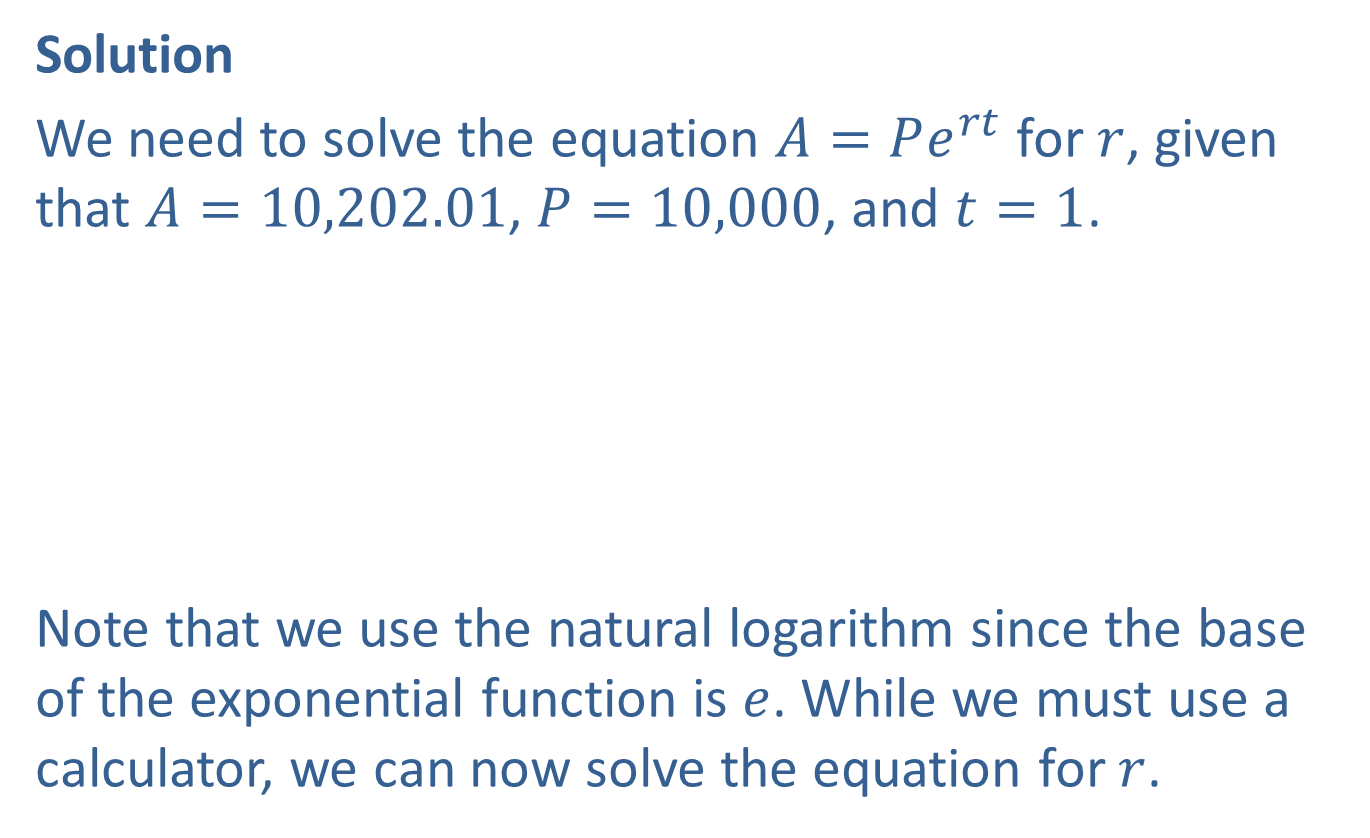 Solution
We need to solve the equation $A = Pe^{rt}$ for $r$, given
that $A = 10,202.01$, $P = 10,000$, and $t = 1$.
Note that we use the natural logarithm since the base
of the exponential function is $e$. While we must use a
calculator, we can now solve the equation for $r$.